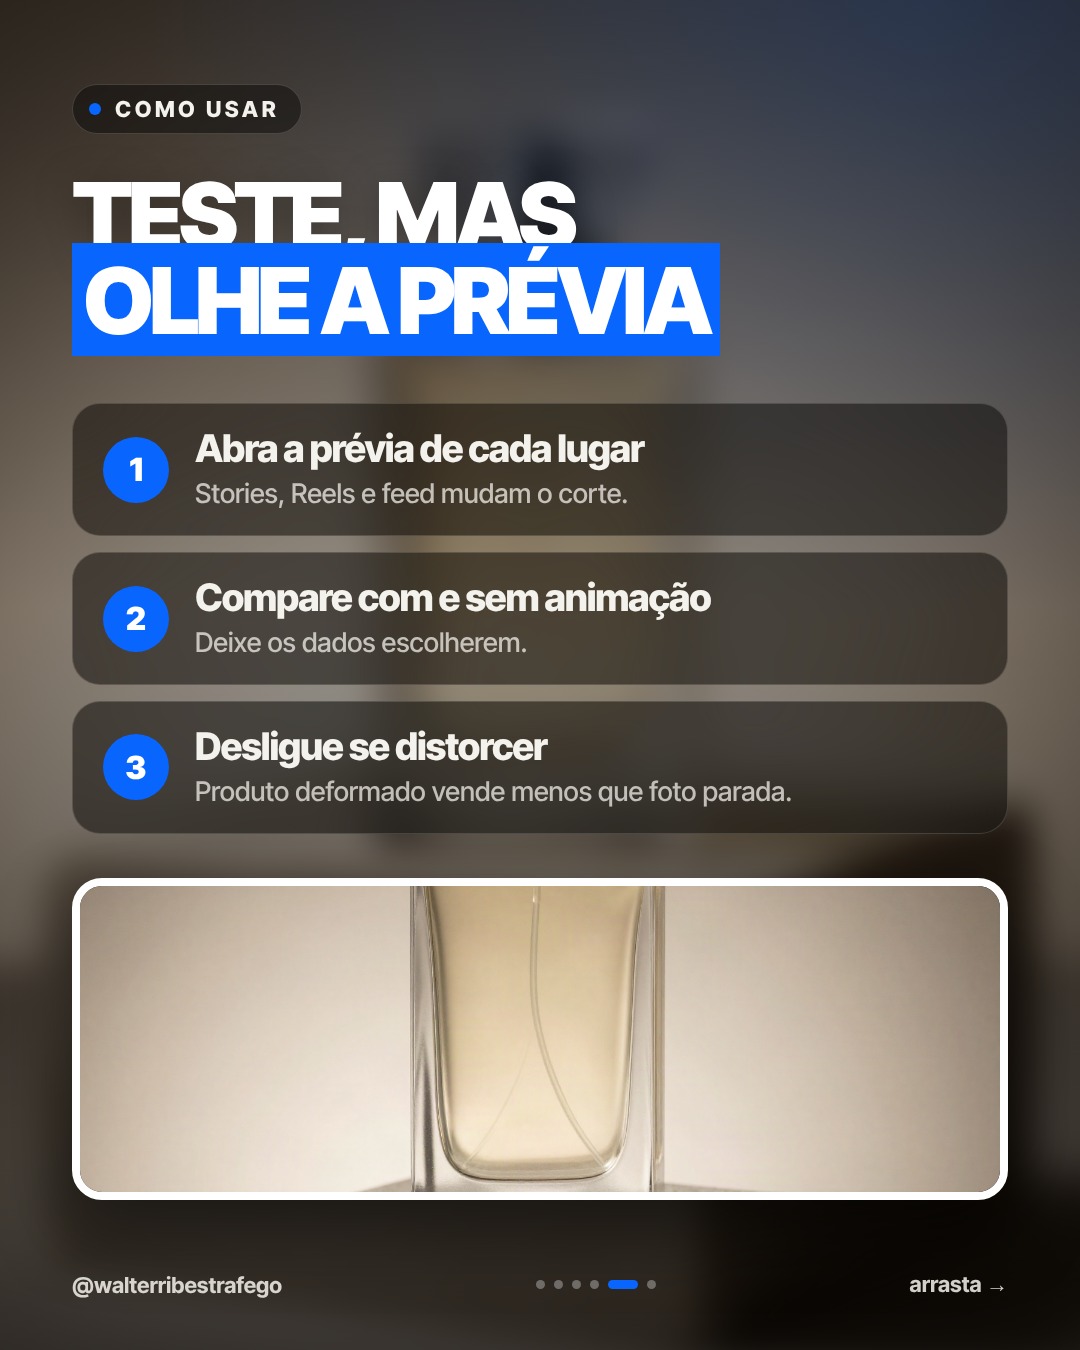 COMO USAR
TESTE, MAS
OLHE A PRÉVIA
1
Abra a prévia de cada lugar
Stories, Reels e feed mudam o corte.
2
Compare com e sem animação
Deixe os dados escolherem.
3
Desligue se distorcer
Produto deformado vende menos que foto parada.
@walterribestrafego
arrasta →